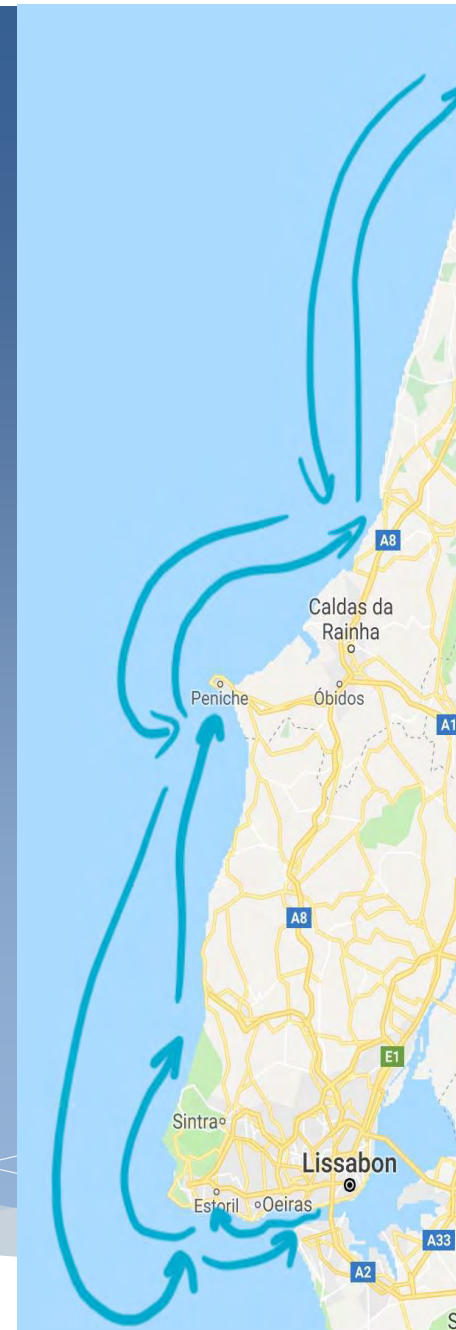 A8
Caldas da
Rainha
Peniche
Óbidos
A1
A8
E1
Sintra
Lissabon
Estoril
Oeiras
A33
A2
S